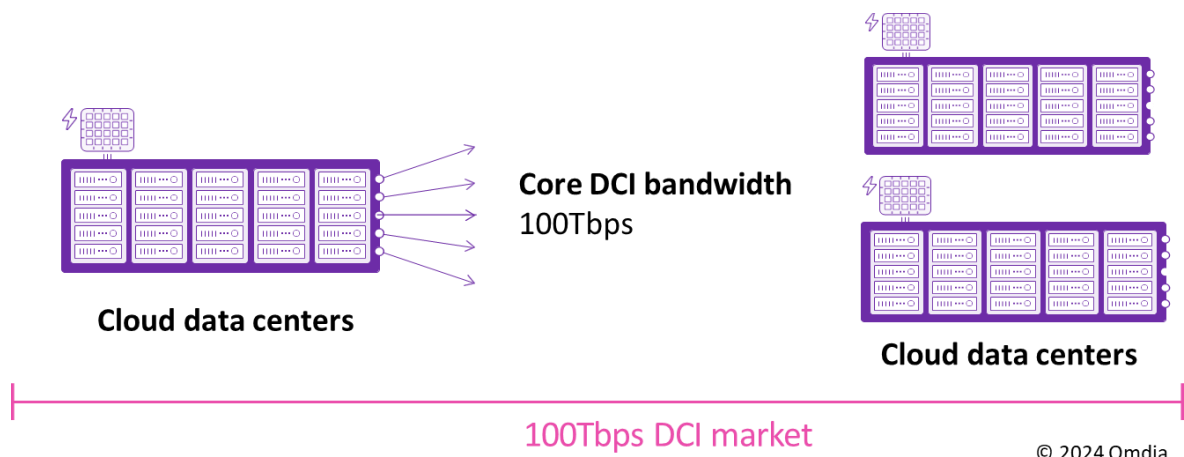 Core DCI bandwidth
100Tbps
Cloud data centers
Cloud data centers
100Tbps DCI market
© 2024 Omdia